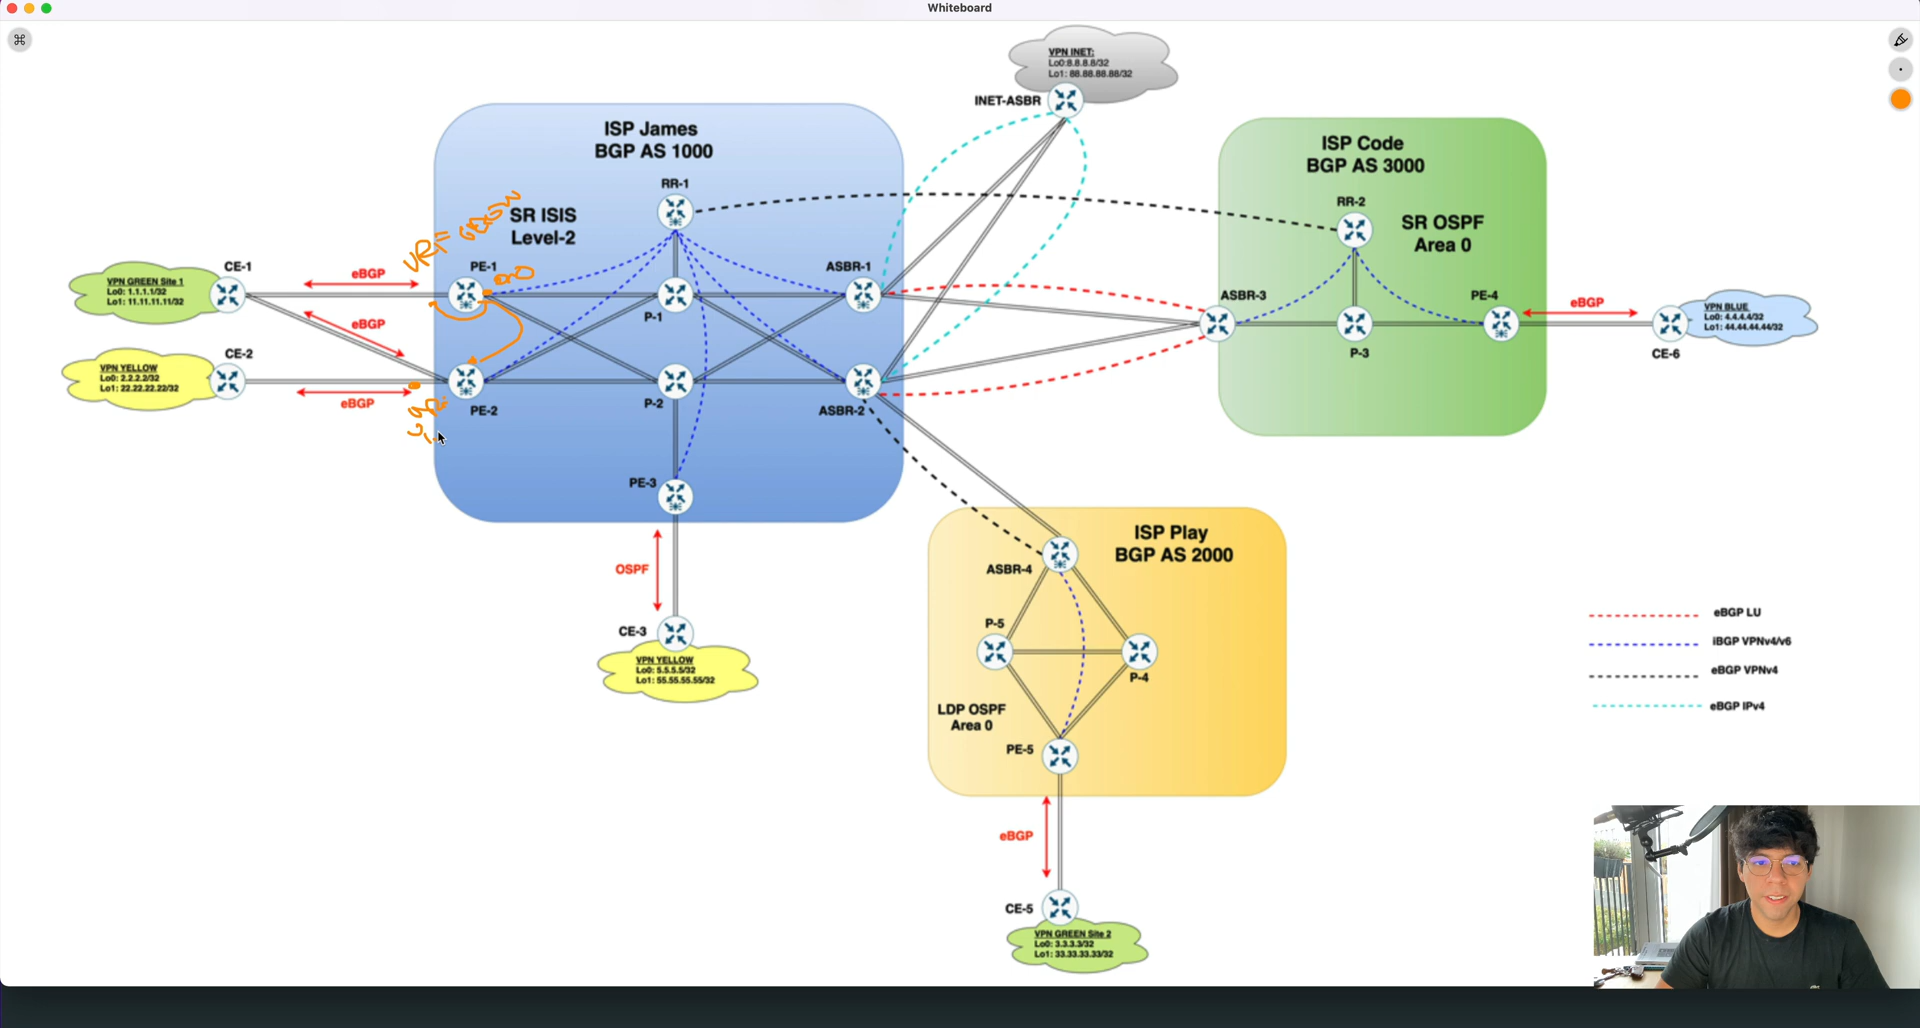 Whiteboard
⌘
VPN INET:
Lo0:8.8.8.8/32
Lo1: 88.88.88.88/32
INET-ASBR
ISP James
BGP AS 1000
RR-1
SR ISIS
Level-2
VRF
PE-1
ASBR-1
P-1
PE-2
P-2
ASBR-2
PE-3
CE-1
VPN GREEN Site 1
Lo0: 1.1.1.1/32
Lo1: 11.11.11.11/32
eBGP
eBGP
CE-2
VPN YELLOW
Lo0: 2.2.2.2/32
Lo1: 22.22.22.22/32
eBGP
OSPF
CE-3
VPN YELLOW
Lo0: 5.5.5.5/32
Lo1: 55.55.55.55/32
ISP Code
BGP AS 3000
RR-2
SR OSPF
Area 0
ASBR-3
PE-4
P-3
eBGP
VPN BLUE
Lo0: 4.4.4.4/32
Lo1: 44.44.44.44/32
CE-6
ISP Play
BGP AS 2000
ASBR-4
P-5
P-4
LDP OSPF
Area 0
PE-5
eBGP
CE-5
VPN GREEN Site 2
Lo0: 3.3.3.3/32
Lo1: 33.33.33.33/32
eBGP LU
iBGP VPNv4/v6
eBGP VPNv4
eBGP IPv4